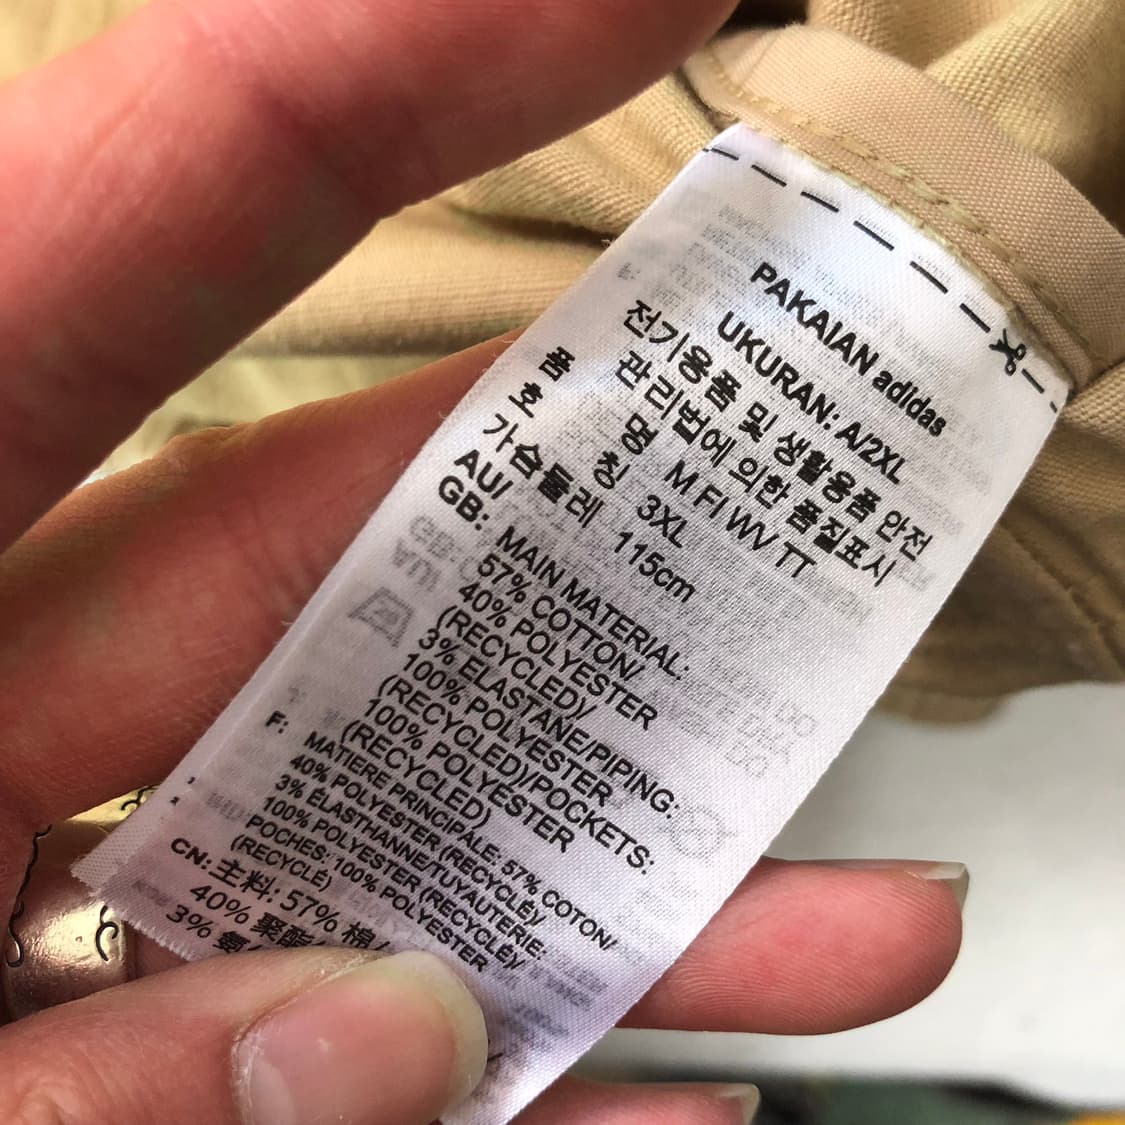 PAKAIAN adidas
UKURAN: A/2XL
전기용품 및 생활용품 안전
관리법에 의한 품질표시
품 명 M FI WV TT
호 칭 3XL
가슴둘레 115cm
AU/
GB: MAIN MATERIAL:
57% COTTON/
40% POLYESTER
(RECYCLED)/
3% ELASTANE/PIPING:
100% POLYESTER
(RECYCLED)/POCKETS:
100% POLYESTER
(RECYCLED)
F: MATIERE PRINCIPALE: 57% COTON/
40% POLYESTER (RECYCLÉ)/
3% ÉLASTHANNE/TUYAUTERIE:
100% POLYESTER (RECYCLÉ)/
POCHES: 100% POLYESTER
(RECYCLÉ)
CN: 主料: 57% 棉/
40% 聚酯
3% 氨